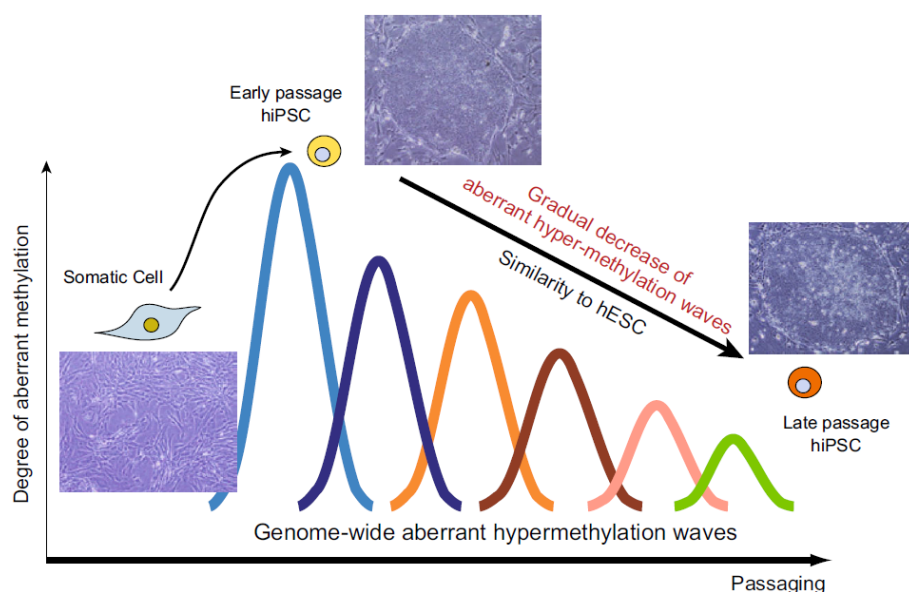 Early passage
hiPSC
Gradual decrease of
aberrant hyper-methylation waves
Similarity to hESC
Somatic Cell
Late passage
hiPSC
Degree of aberrant methylation
Genome-wide aberrant hypermethylation waves
Passaging